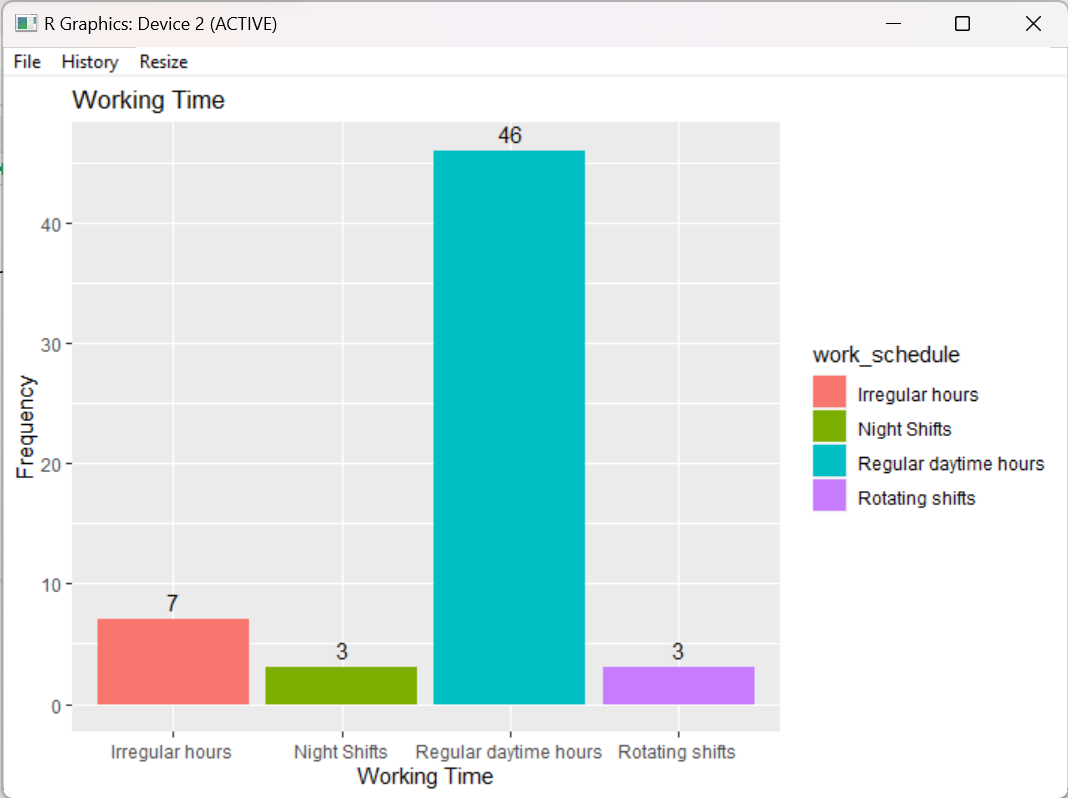 R Graphics: Device 2 (ACTIVE)
File History Resize
Working Time
46
40
30
20
10
7
3
3
0
Frequency
Irregular hours Night Shifts Regular daytime hours Rotating shifts
Working Time
work_schedule
Irregular hours
Night Shifts
Regular daytime hours
Rotating shifts